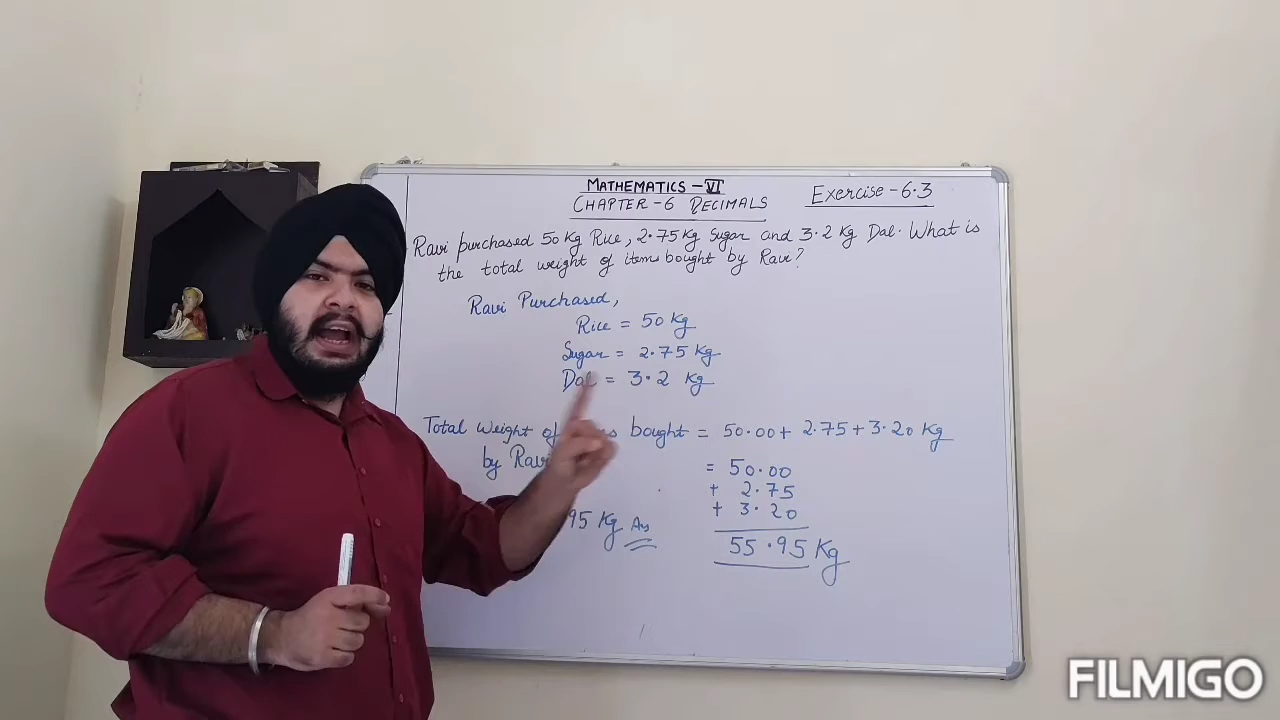 MATHEMATICS - VI
CHAPTER - 6 DECIMALS
Exercise - 6.3
Ravi purchased 50 kg Rice, 2.75 kg Sugar and 3.2 kg Dal. What is
the total weight of item bought by Ravi?
Ravi Purchased,
Rice = 50 Kg
Sugar = 2.75 Kg
Dal = 3.2 Kg
Total Weight of bought = 50.00 + 2.75 + 3.20 Kg
by Ravi
= 50.00
+ 2.75
+ 3.20
95 Kg Ans
55.95 Kg
FILMIGO